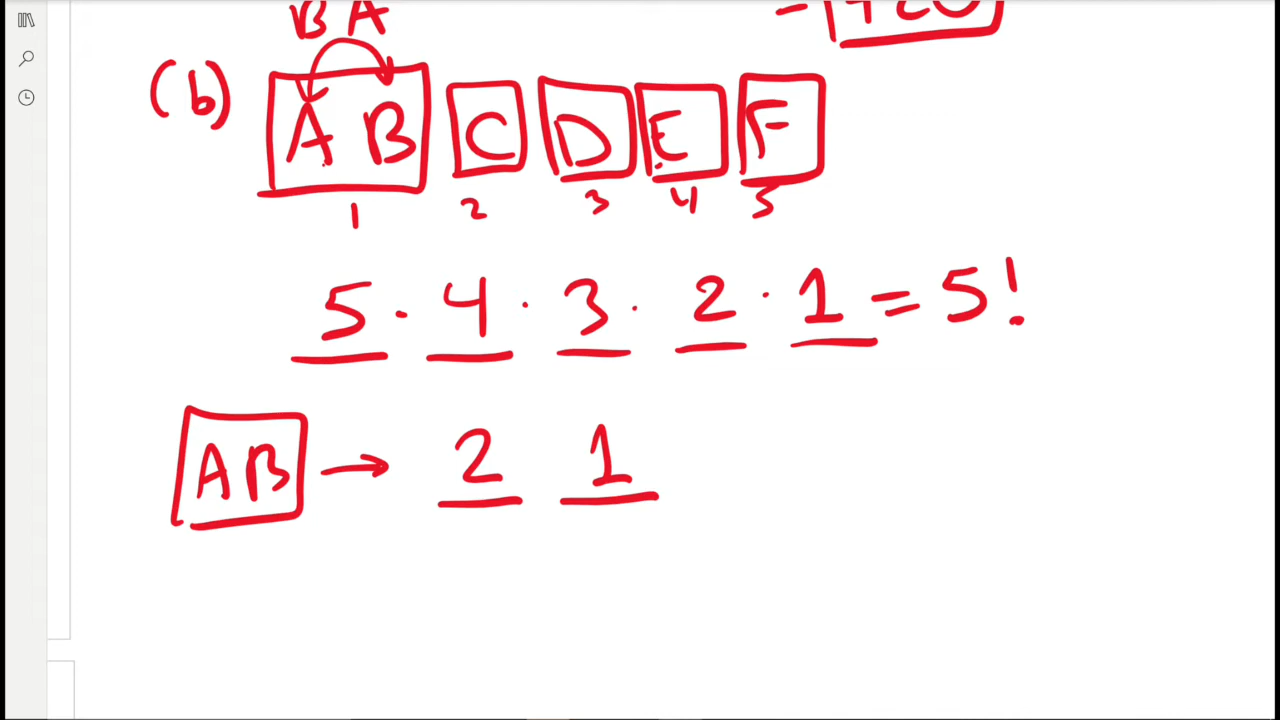 B A
(b) A B C D E F
1 2 3 4 5
5 · 4 · 3 · 2 · 1 = 5!
AB → 2 1